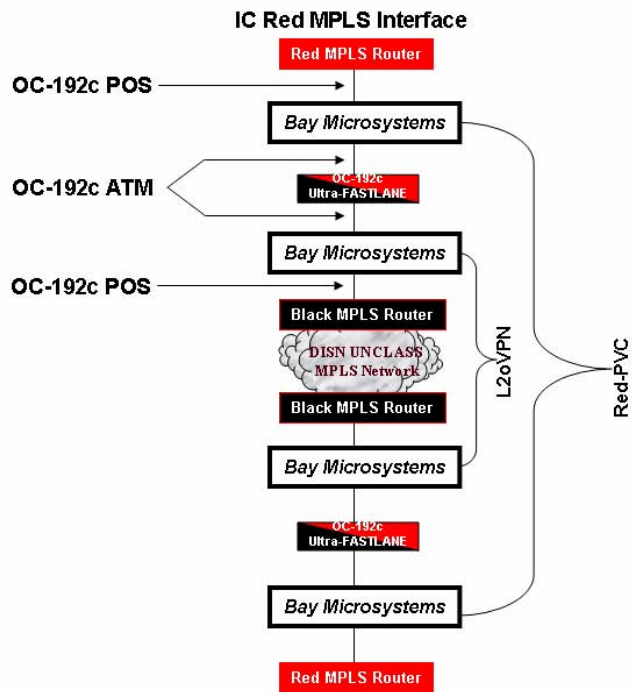 IC Red MPLS Interface
Red MPLS Router
OC-192c POS
Bay Microsystems
OC-192c ATM
OC-192c
Ultra-FASTLANE
Bay Microsystems
OC-192c POS
Black MPLS Router
DISN UNCLASS
MPLS Network
L2oVPN
Red-PVC
Black MPLS Router
Bay Microsystems
OC-192c
Ultra-FASTLANE
Bay Microsystems
Red MPLS Router